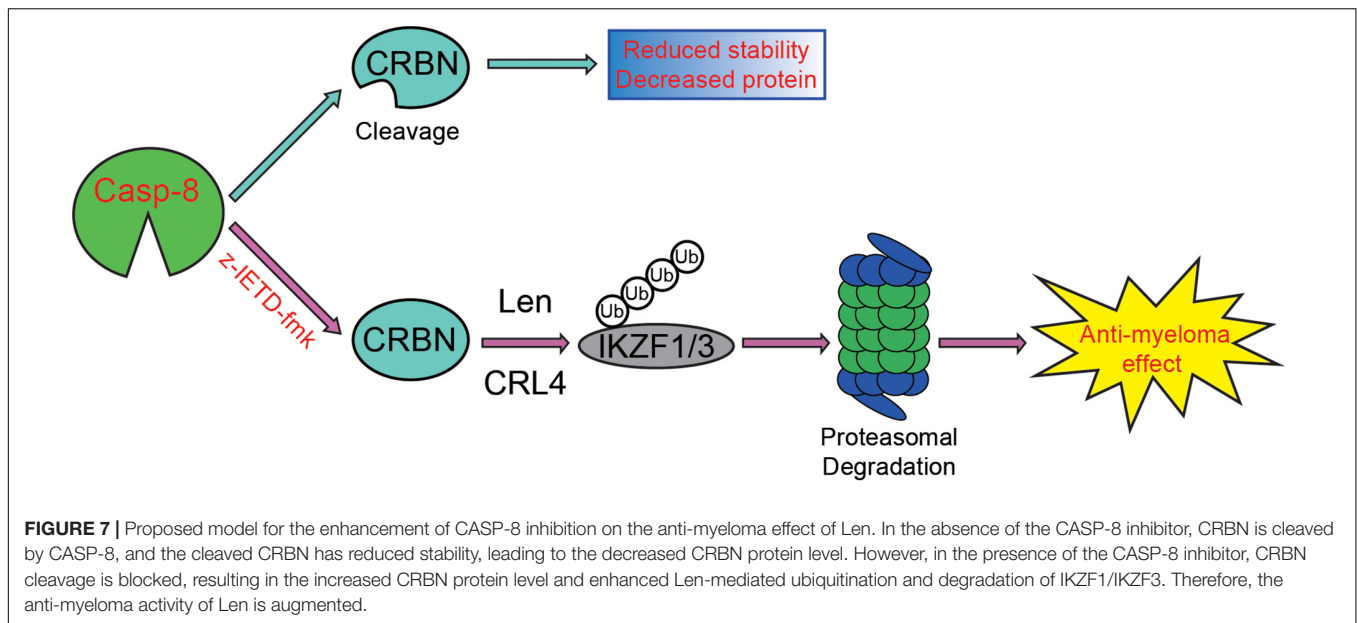 CRBN
Cleavage
Reduced stability
Decreased protein
Casp-8
z-IETD-fmk
CRBN
Len
CRL4
Ub
Ub
Ub
Ub
IKZF1/3
Proteasomal
Degradation
Anti-myeloma
effect
FIGURE 7 | Proposed model for the enhancement of CASP-8 inhibition on the anti-myeloma effect of Len. In the absence of the CASP-8 inhibitor, CRBN is cleaved
by CASP-8, and the cleaved CRBN has reduced stability, leading to the decreased CRBN protein level. However, in the presence of the CASP-8 inhibitor, CRBN
cleavage is blocked, resulting in the increased CRBN protein level and enhanced Len-mediated ubiquitination and degradation of IKZF1/IKZF3. Therefore, the
anti-myeloma activity of Len is augmented.